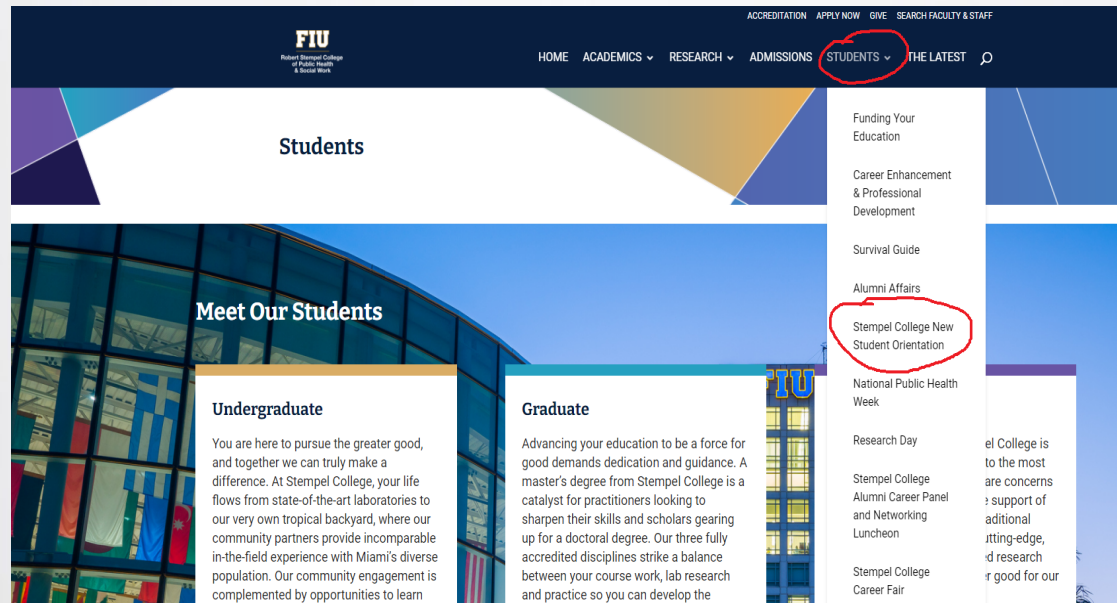 ACCREDITATION APPLY NOW GIVE SEARCH FACULTY & STAFF
FIU
Robert Stempel College
of Public Health
& Social Work
HOME ACADEMICS RESEARCH ADMISSIONS STUDENTS THE LATEST
Students
Funding Your
Education
Career Enhancement
& Professional
Development
Survival Guide
Alumni Affairs
Stempel College New
Student Orientation
National Public Health
Week
Research Day
Stempel College
Alumni Career Panel
and Networking
Luncheon
Stempel College
Career Fair
Meet Our Students
Undergraduate
You are here to pursue the greater good,
and together we can truly make a
difference. At Stempel College, your life
flows from state-of-the-art laboratories to
our very own tropical backyard, where our
community partners provide incomparable
in-the-field experience with Miami's diverse
population. Our community engagement is
complemented by opportunities to learn
Graduate
Advancing your education to be a force for
good demands dedication and guidance. A
master's degree from Stempel College is a
catalyst for practitioners looking to
sharpen their skills and scholars gearing
up for a doctoral degree. Our three fully
accredited disciplines strike a balance
between your course work, lab research
and practice so you can develop the
FIU
College is
to the most
are concerns
support of
research
good for our